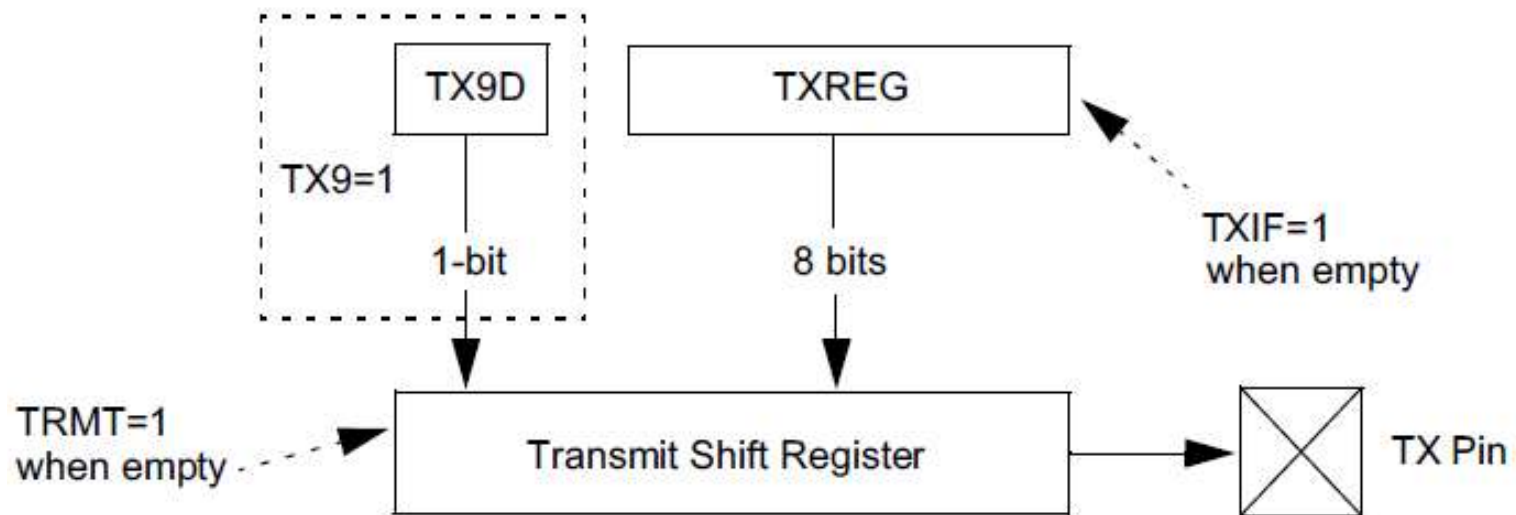 TX9D
TXREG
TX9=1
1-bit
8 bits
TXIF=1
when empty
TRMT=1
when empty
Transmit Shift Register
TX Pin